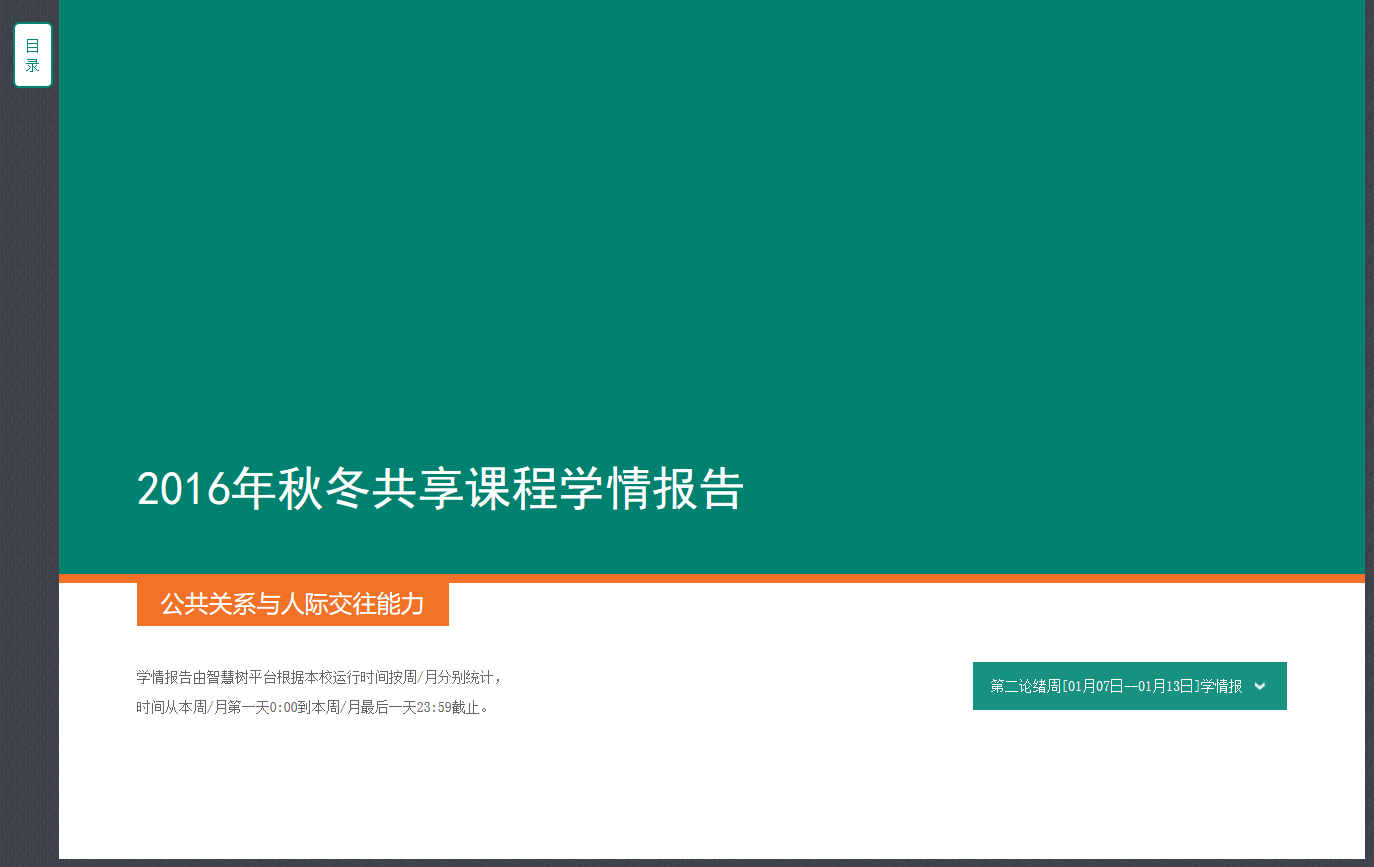 目
录
2016年秋冬共享课程学情报告
公共关系与人际交往能力
学情报告由智慧树平台根据本校运行时间按周/月分别统计，
时间从本周/月第一天0:00到本周/月最后一天23:59截止。
第二论绪周[01月07日--01月13日]学情报